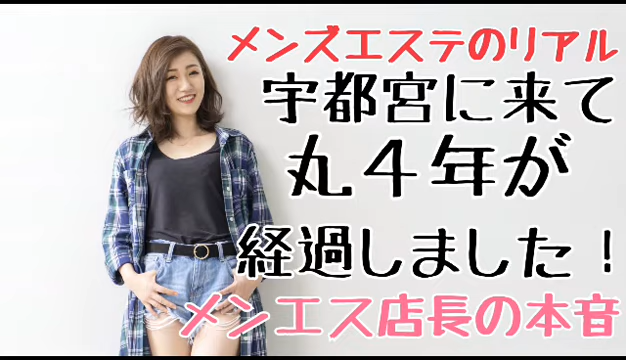 メンズエステのリアル
宇都宮に来て
丸４年が
経過しました！
メンエス店長の本音